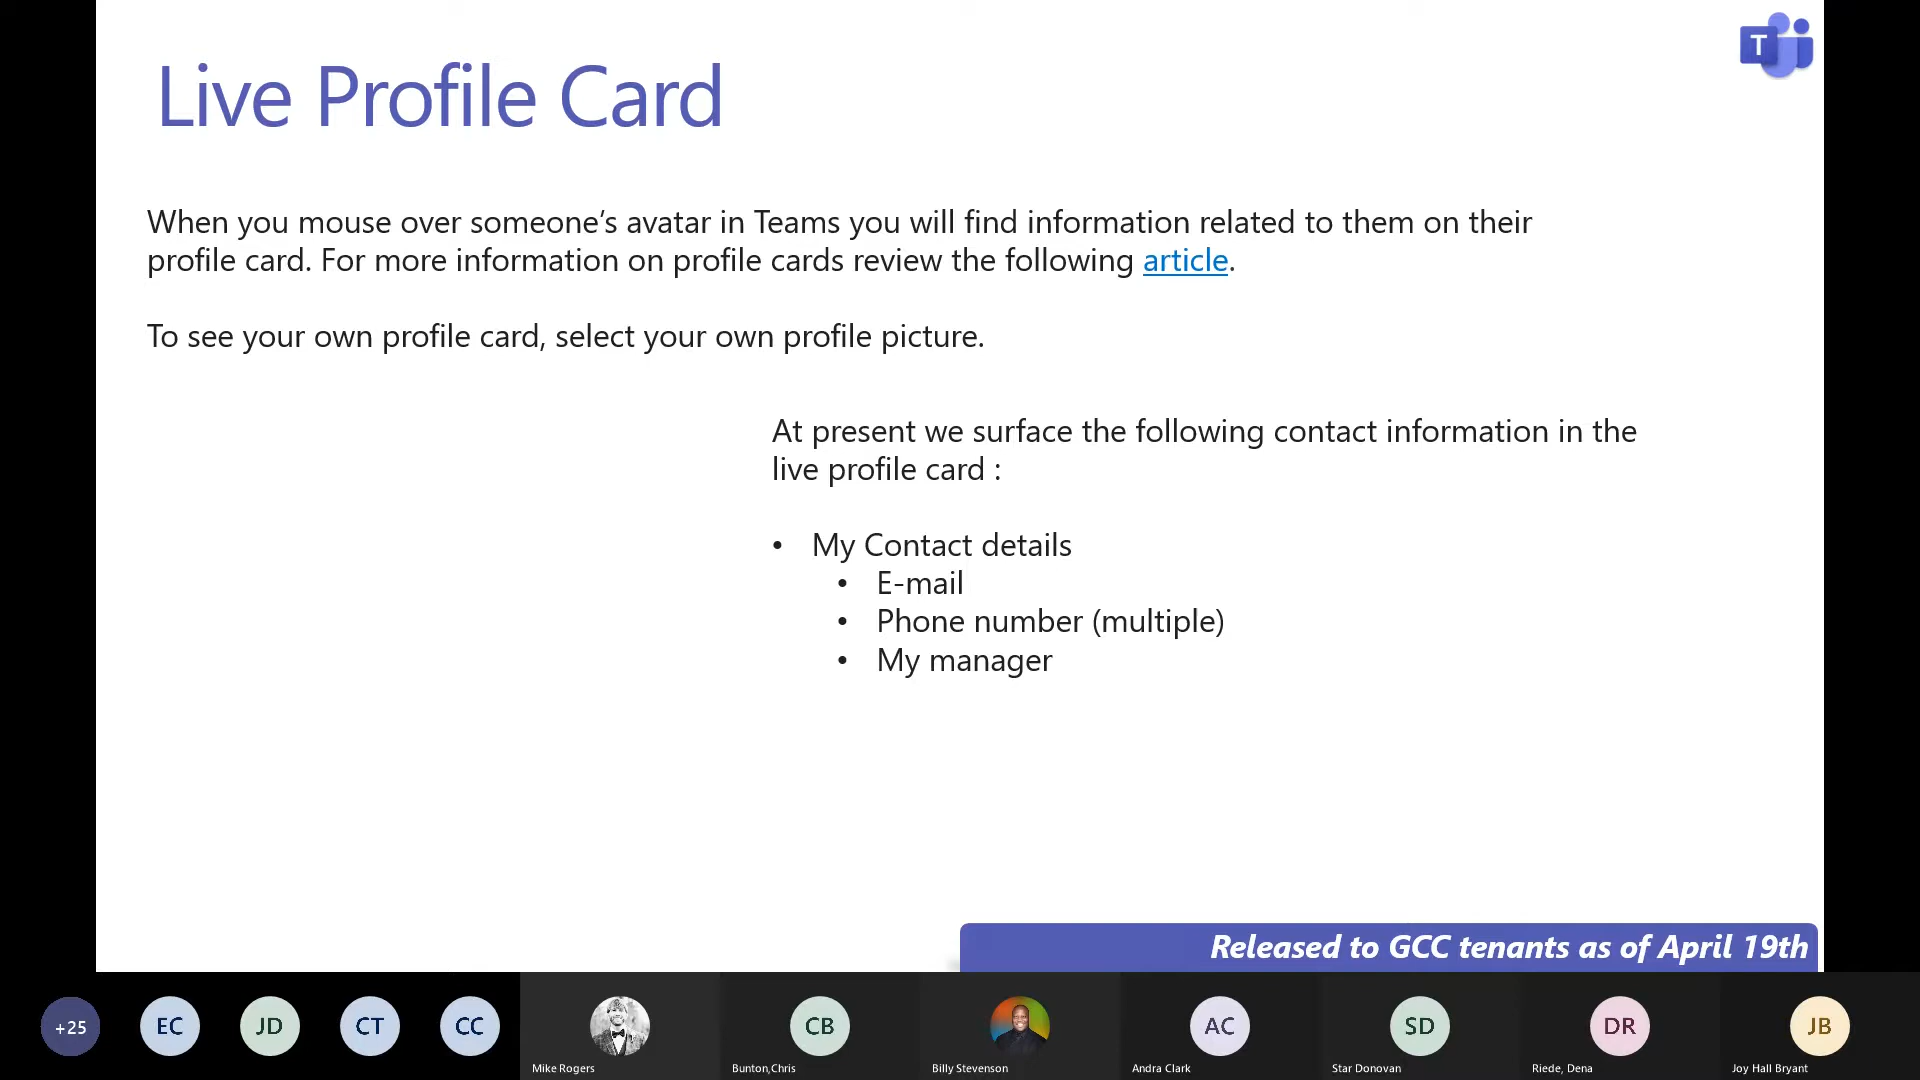 T
Live Profile Card
When you mouse over someone’s avatar in Teams you will find information related to them on their
profile card. For more information on profile cards review the following article.
To see your own profile card, select your own profile picture.
At present we surface the following contact information in the
live profile card :
• My Contact details
• E-mail
• Phone number (multiple)
• My manager
Released to GCC tenants as of April 19th
+25 EC JD CT CC CB AC SD DR JB
Mike Rogers Bunton,Chris Billy Stevenson Andra Clark Star Donovan Riede, Dena Joy Hall Bryant